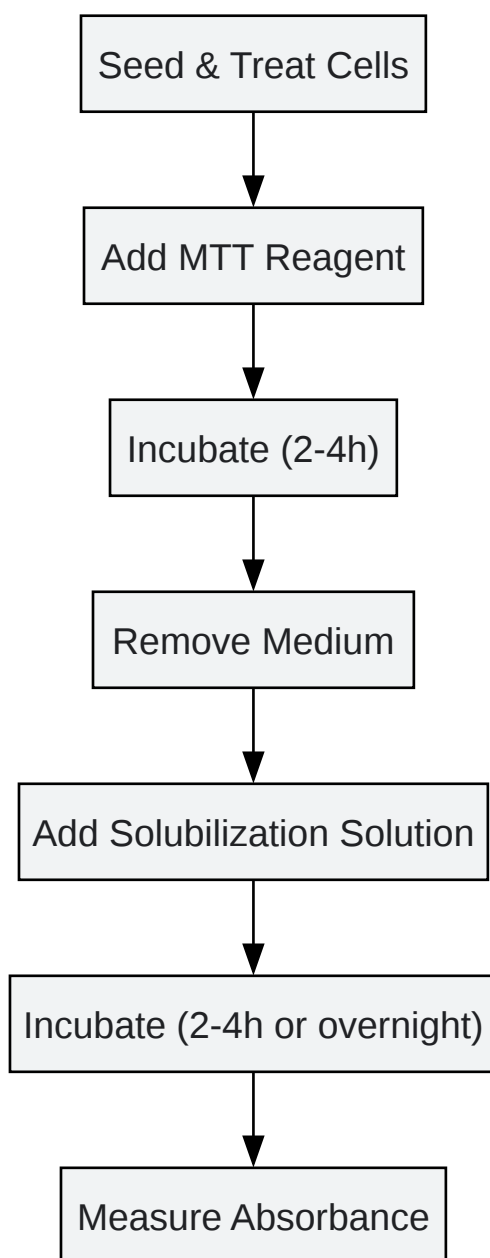 Seed & Treat Cells
Add MTT Reagent
Incubate (2-4h)
Remove Medium
Add Solubilization Solution
Incubate (2-4h or overnight)
Measure Absorbance